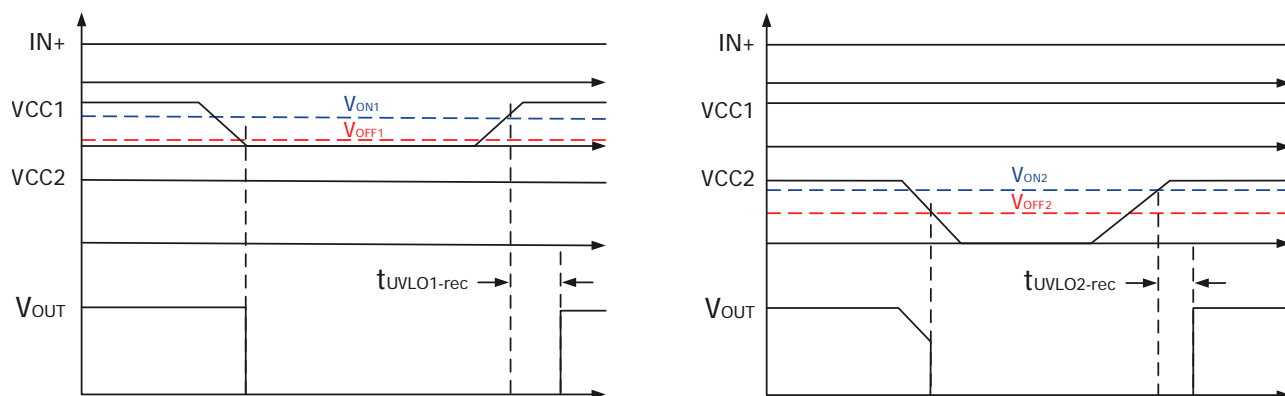 IN+
VCC1
VON1
VOFF1
VCC2
tUVLO1-rec
VOUT
IN+
VCC1
VCC2
VON2
VOFF2
tUVLO2-rec
VOUT